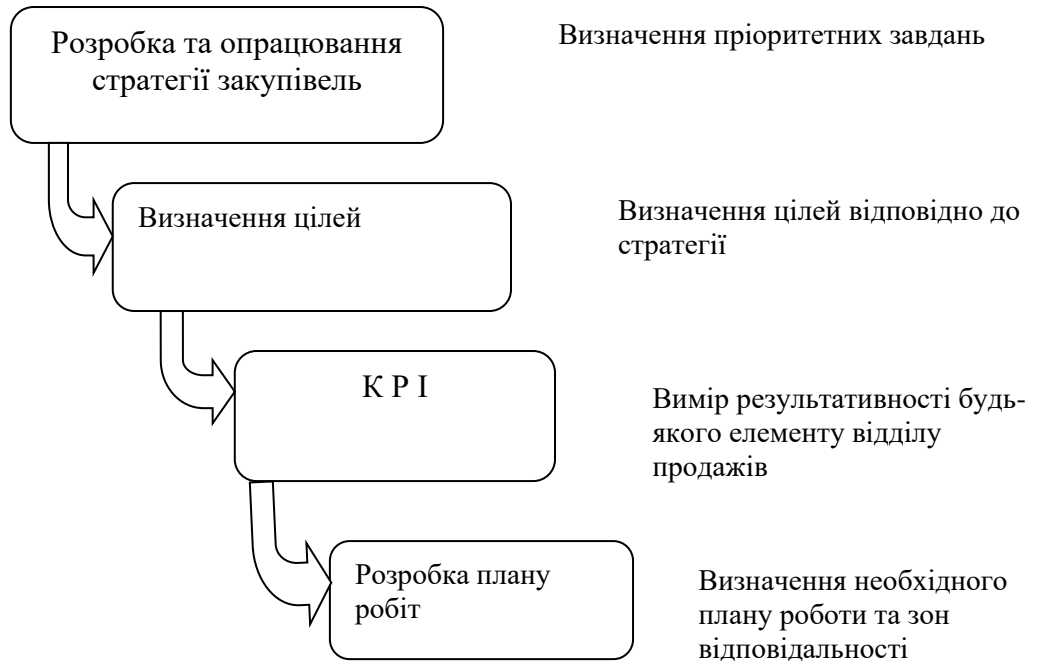 Розробка та опрацювання
стратегії закупівель
Визначення пріоритетних завдань
Визначення цілей
Визначення цілей відповідно до
стратегії
К Р І
Вимір результативності будь-
якого елементу відділу
продажів
Розробка плану
робіт
Визначення необхідного
плану роботи та зон
відповідальності